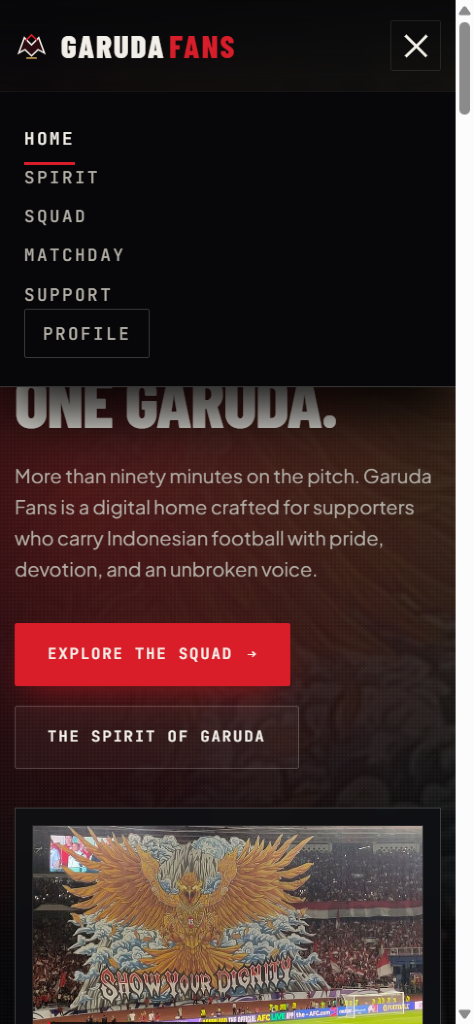 GARUDA FANS
HOME
SPIRIT
SQUAD
MATCHDAY
SUPPORT
PROFILE
ONE GARUDA.
More than ninety minutes on the pitch. Garuda
Fans is a digital home crafted for supporters
who carry Indonesian football with pride,
devotion, and an unbroken voice.
EXPLORE THE SQUAD →
THE SPIRIT OF GARUDA
SHOW YOUR DIGNITY